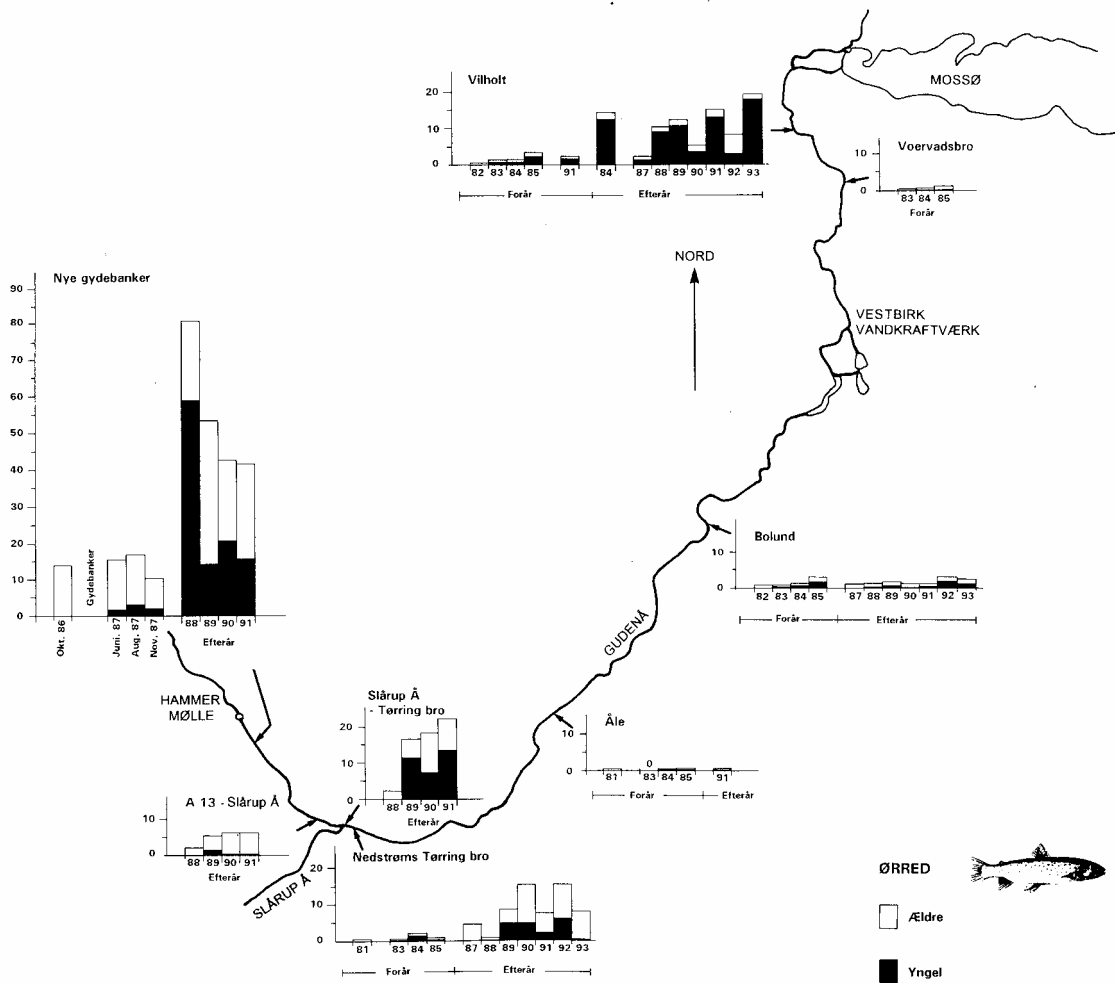 Vilholt
20
10
0
82 83 84 85 91 84 87 88 89 90 91 92 93
Forår Efterår
MOSSØ
Voervadsbro
10
0
83 84 85
Forår
NORD
VESTBIRK
VANDKRAFTVÆRK
Nye gydebanker
90
80
70
60
50
40
30
20
10
0
Okt. 86
Gydebanker
Juni. 87
Aug. 87
Nov. 87
88 89 90 91
Efterår
Bolund
10
0
82 83 84 85 87 88 89 90 91 92 93
Forår Efterår
GUDENÅ
HAMMER
MØLLE
Slårup Å
- Tørring bro
20
10
0
88 89 90 91
Efterår
Åle
10
0
0
81 83 84 85 91
Forår Efterår
A 13 - Slårup Å
10
0
88 89 90 91
Efterår
SLÅRUP Å
Nedstrøms Tørring bro
20
10
0
81 83 84 85 87 88 89 90 91 92 93
Forår Efterår
ØRRED
Ældre
Yngel